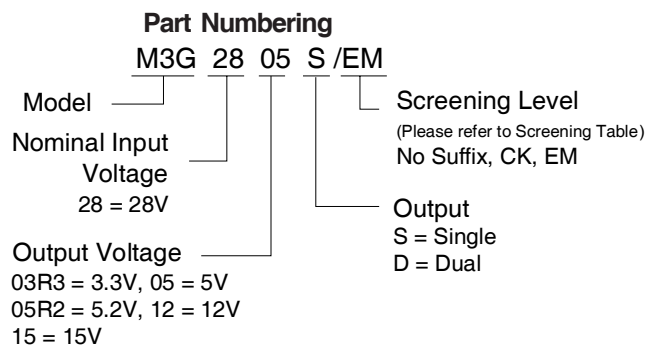 Part Numbering
M3G 28 05 S /EM
Model
Nominal Input
Voltage
28 = 28V
Output Voltage
03R3 = 3.3V, 05 = 5V
05R2 = 5.2V, 12 = 12V
15 = 15V
Screening Level
(Please refer to Screening Table)
No Suffix, CK, EM
Output
S = Single
D = Dual